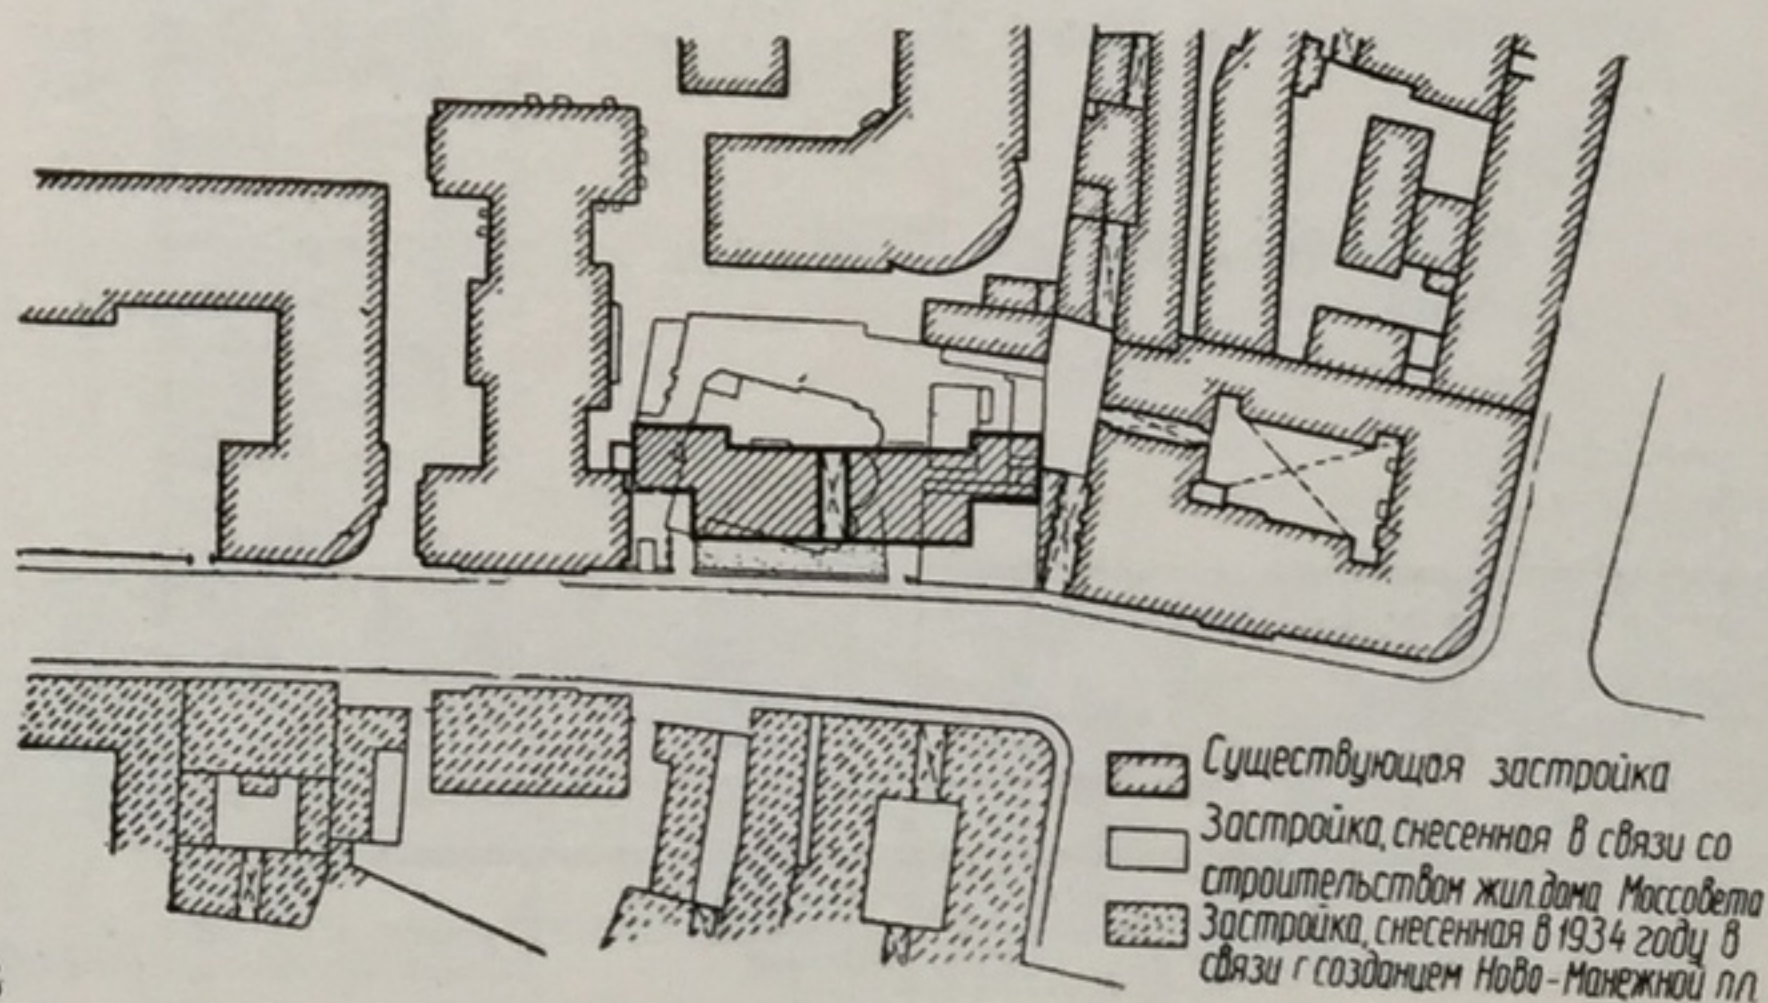 Существующая застройка
Застройка, снесенная в связи со
строительством жил.дома Моссовета
Застройка, снесенная в 1934 году в
связи г созданием Ново-Манежной пл.